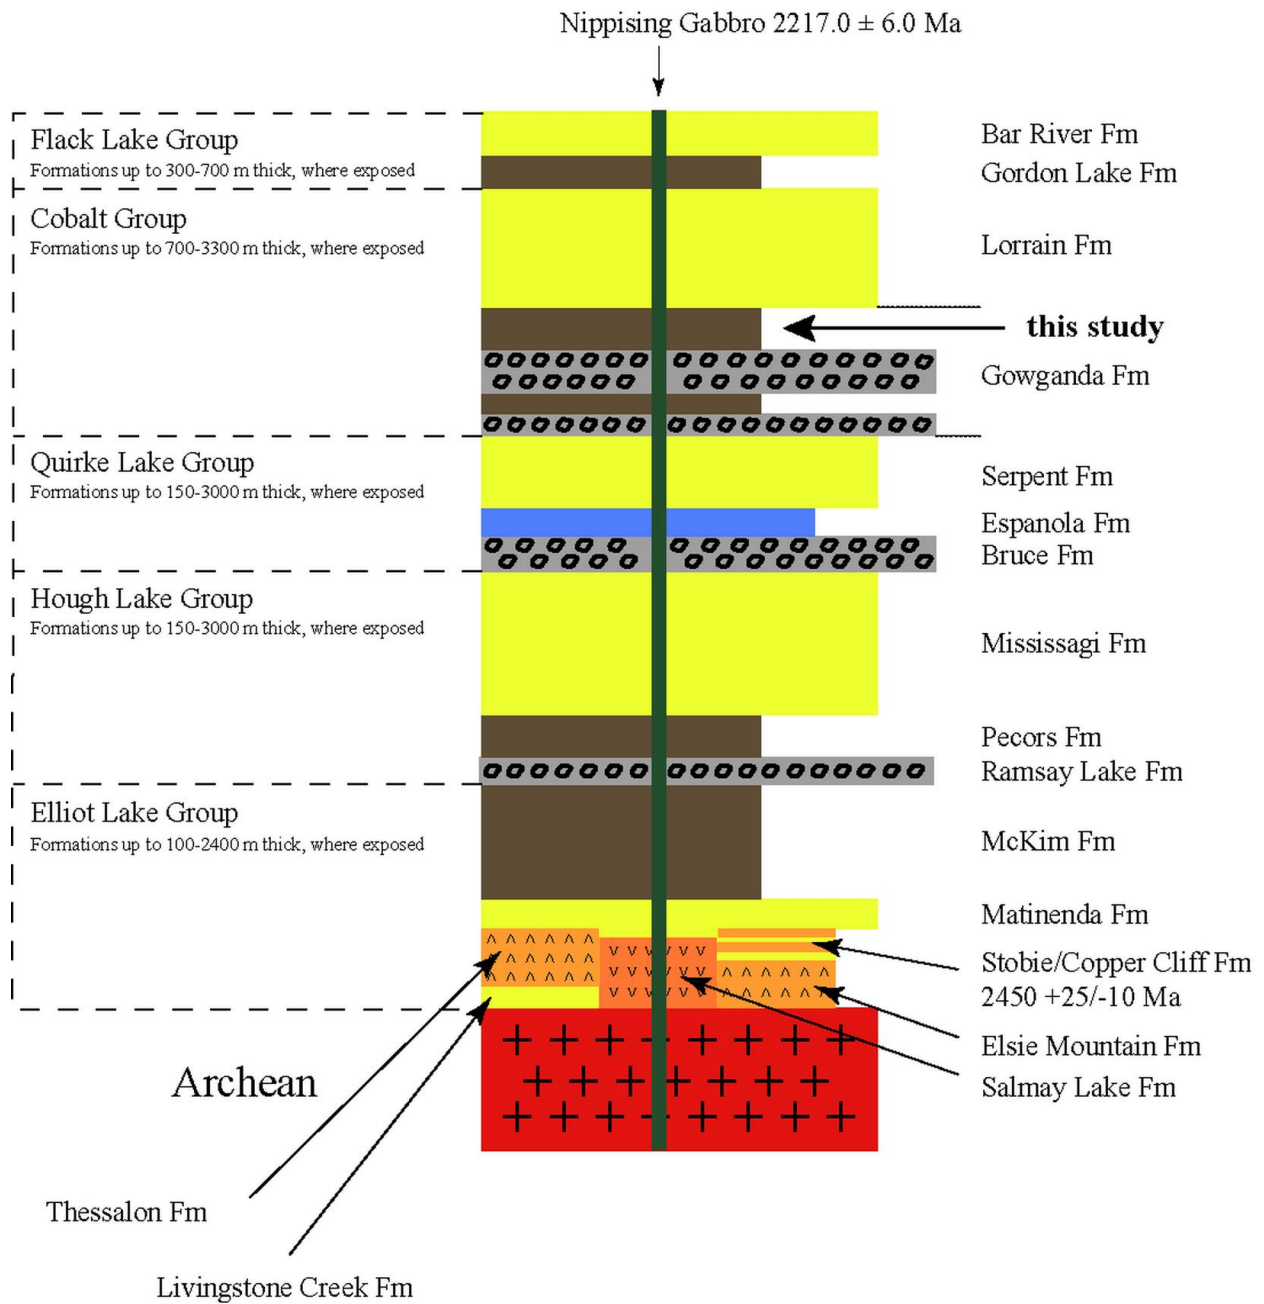 Nippising Gabbro 2217.0 ± 6.0 Ma
Flack Lake Group
Formations up to 300-700 m thick, where exposed
Cobalt Group
Formations up to 700-3300 m thick, where exposed
Quirke Lake Group
Formations up to 150-3000 m thick, where exposed
Hough Lake Group
Formations up to 150-3000 m thick, where exposed
Elliot Lake Group
Formations up to 100-2400 m thick, where exposed
Archean
Thessalon Fm
Livingstone Creek Fm
Bar River Fm
Gordon Lake Fm
Lorrain Fm
this study
Gowganda Fm
Serpent Fm
Espanola Fm
Bruce Fm
Mississagi Fm
Pecors Fm
Ramsay Lake Fm
McKim Fm
Matinenda Fm
Stobie/Copper Cliff Fm
2450 +25/-10 Ma
Elsie Mountain Fm
Salmay Lake Fm